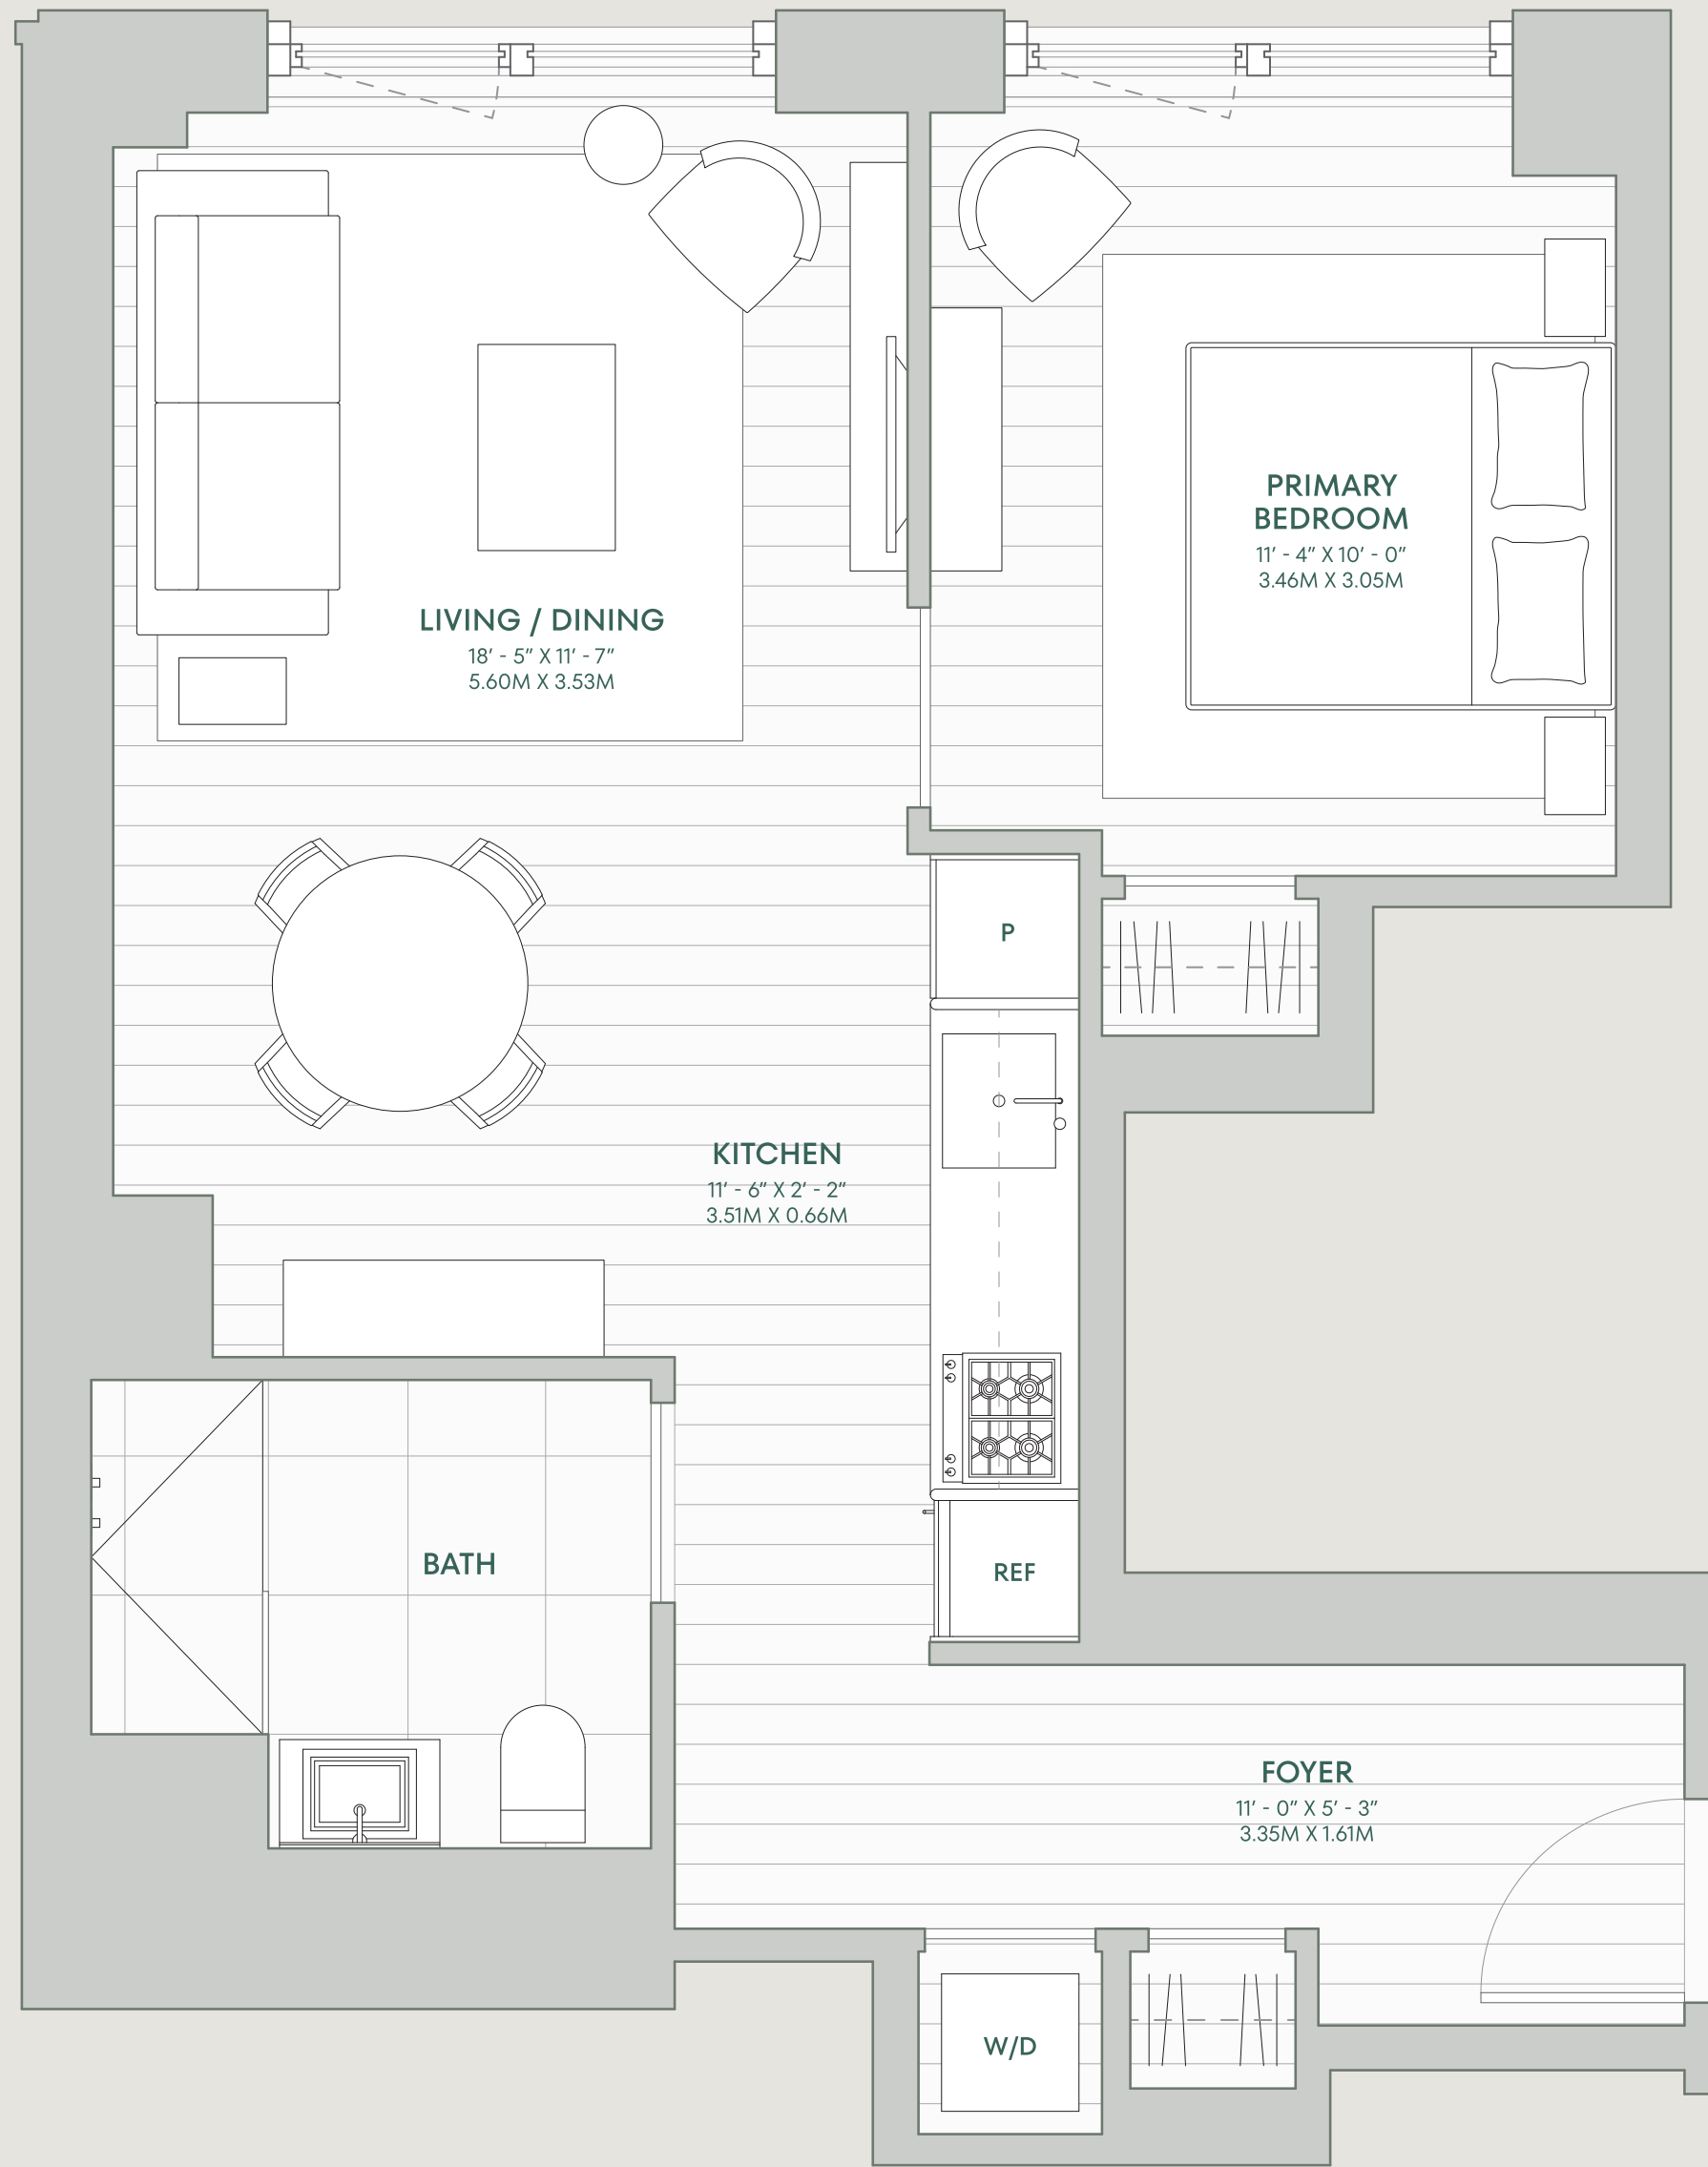 PRIMARY
BEDROOM
11’ - 4” X 10’ - 0”
3.46M X 3.05M
LIVING / DINING
18’ - 5” X 11’ - 7”
5.60M X 3.53M
P
KITCHEN
11’ - 6” X 2’ - 2”
3.51M X 0.66M
BATH
REF
FOYER
11’ - 0” X 5’ - 3”
3.35M X 1.61M
W/D